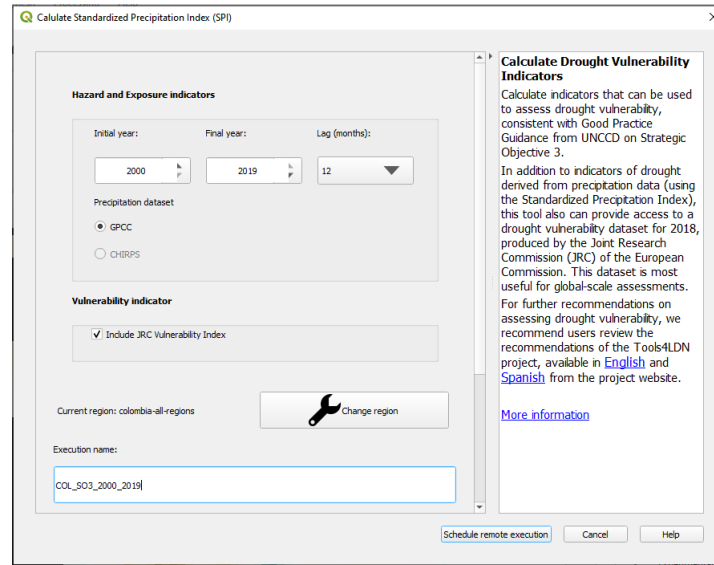 Calulate Standardized Precipitation Index (SPI)
Hazard and Exposure indicators
Initial year:
Final year:
Lag (months):
2000
2019
12
Precipitation dataset
GPCC
CHIRPS
Vulnerability indicator
Include JRC Vulnerability Index
Current region: colombia-all-regions
Change region
Execution name:
COL_SO3_2000_2019
Calculate Drought Vulnerability
Indicators
Calculate indicators that can be used
to assess drought vulnerability,
consistent with Good Practice
Guidance from UNCCD on Strategic
Objective 3.
In addition to indicators of drought
derived from precipitation data (using
the Standardized Precipitation Index),
this tool also can provide access to a
drought vulnerability dataset for 2018,
produced by the Joint Research
Commission (JRC) of the European
Commission. This dataset is most
useful for global-scale assessments.
For further recommendations on
assessing drought vulnerability, we
recommend users review the
recommendations of the Tools4LDN
project, available in English and
Spanish from the project website.
More information
Schedule remote execution
Cancel
Help